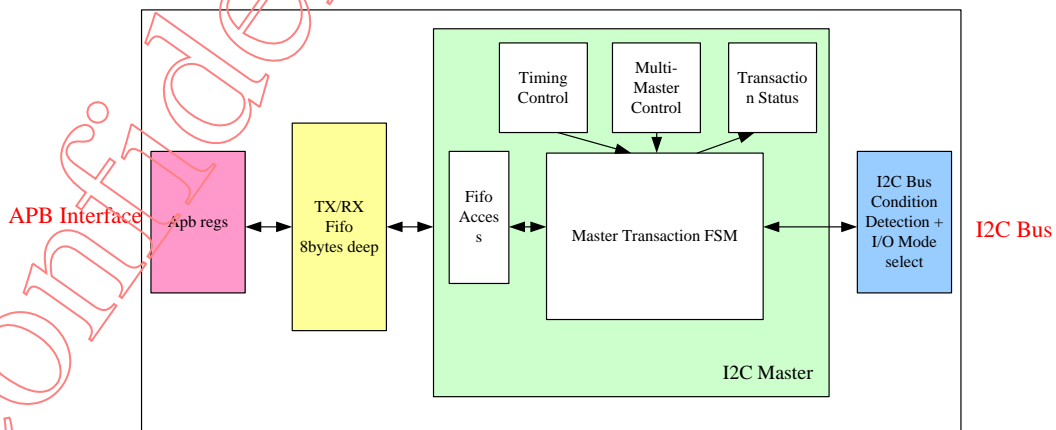 Confide
Timing
Control
Multi-
Master
Control
Transactio
n Status
APB Interface
Apb regs
TX/RX
Fifo
8bytes deep
Fifo
Acces
s
Master Transaction FSM
I2C Bus
Condition
Detection +
I/O Mode
select
I2C Bus
I2C Master